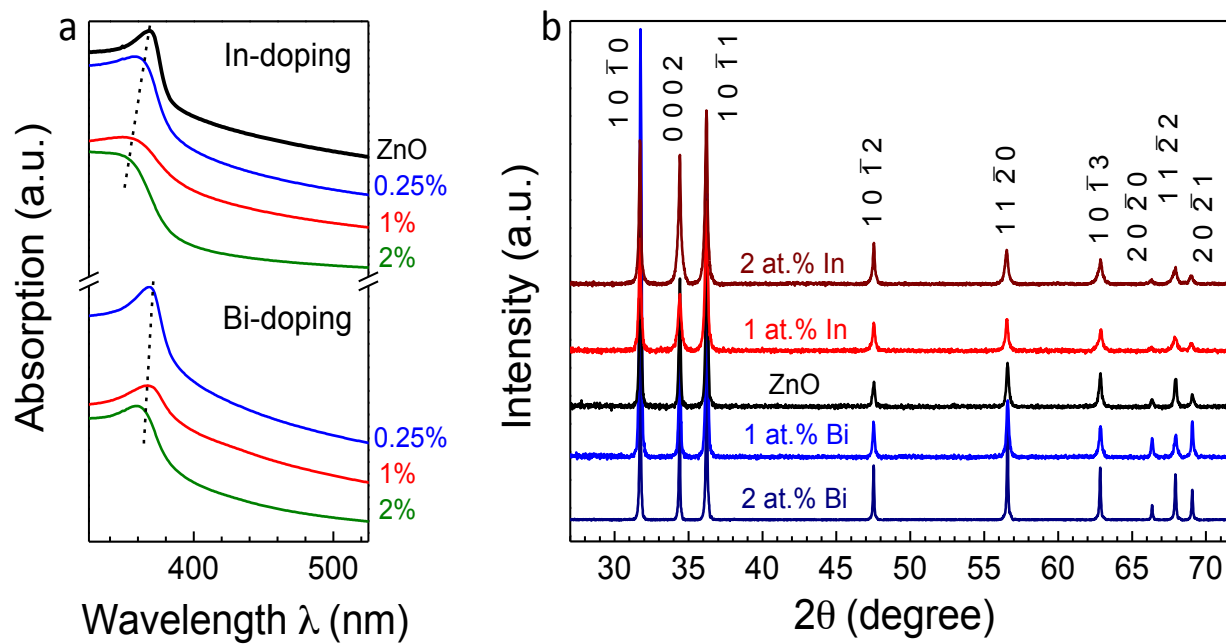 a
In-doping
ZnO
0.25%
1%
2%
Bi-doping
0.25%
1%
2%
Absorption (a.u.)
400
500
Wavelength λ (nm)
b
1 0 1̅ 0
0 0 0 2
1 0 1̅ 1
1 0 1̅ 2
1 1 2̅ 0
1 0 1̅ 3
2 0 2̅ 0
1 1 2̅ 2
2 0 2̅ 1
2 at.% In
1 at.% In
ZnO
1 at.% Bi
2 at.% Bi
Intensity (a.u.)
30 35 40 45 50 55 60 65 70
2θ (degree)